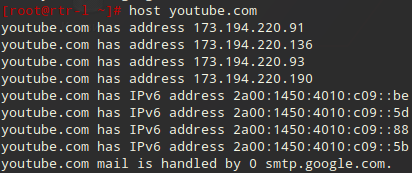 [root@rtr-1 ~]# host youtube.com
youtube.com has address 173.194.220.91
youtube.com has address 173.194.220.136
youtube.com has address 173.194.220.93
youtube.com has address 173.194.220.190
youtube.com has IPv6 address 2a00:1450:4010:c09::be
youtube.com has IPv6 address 2a00:1450:4010:c09::5d
youtube.com has IPv6 address 2a00:1450:4010:c09::88
youtube.com has IPv6 address 2a00:1450:4010:c09::5b
youtube.com mail is handled by 0 smtp.google.com.